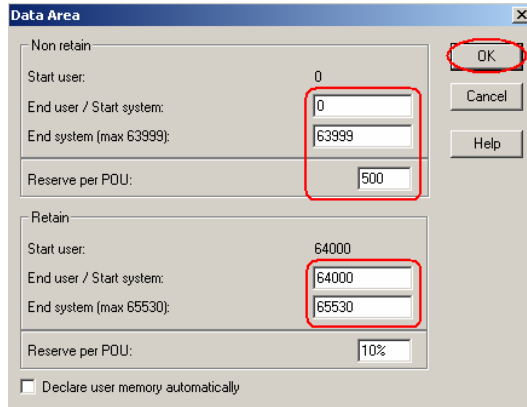 Data Area
Non retain
Start user: 0
End user / Start system: 0
End system (max 63999): 63999
Reserve per POU: 500
Retain
Start user: 64000
End user / Start system: 64000
End system (max 65530): 65530
Reserve per POU: 10%
Declare user memory automatically
OK
Cancel
Help